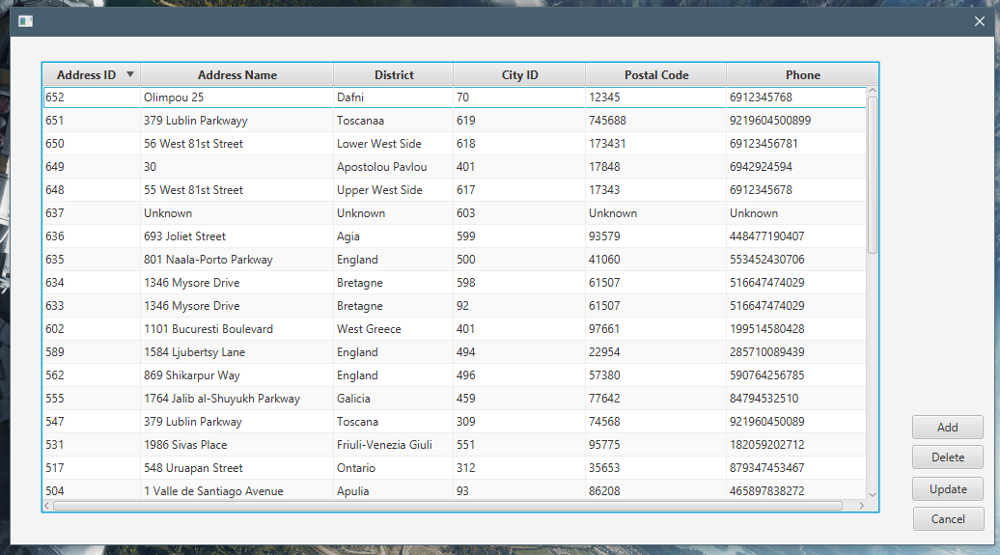 Address ID Address Name District City ID Postal Code Phone
652 Olimpou 25 Dafni 70 12345 6912345768
651 379 Lublin Parkwayy Toscanaa 619 745688 9219604500899
650 56 West 81st Street Lower West Side 618 173431 69123456781
649 30 Apostolou Pavlou 401 17848 6942924594
648 55 West 81st Street Upper West Side 617 17343 6912345678
637 Unknown Unknown 603 Unknown Unknown
636 693 Joliet Street Agia 599 93579 448477190407
635 801 Naala-Porto Parkway England 500 41060 553452430706
634 1346 Mysore Drive Bretagne 598 61507 516647474029
633 1346 Mysore Drive Bretagne 92 61507 516647474029
602 1101 Bucuresti Boulevard West Greece 401 97661 199514580428
589 1584 Ljubertsy Lane England 494 22954 285710089439
562 869 Shikarpur Way England 496 57380 590764256785
555 1764 Jalib al-Shuyukh Parkway Galicia 459 77642 84794532510
547 379 Lublin Parkway Toscana 309 74568 921960450089
531 1986 Sivas Place Friuli-Venezia Giuli 551 95775 182059202712
517 548 Uruapan Street Ontario 312 35653 879347453467
504 1 Valle de Santiago Avenue Apulia 93 86208 465897838272
Add
Delete
Update
Cancel